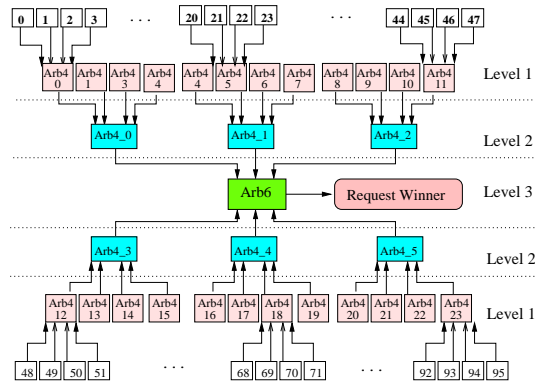 0 1 2 3 . . . 20 21 22 23 . . . 44 45 46 47
Arb4 Arb4 Arb4 Arb4 Arb4 Arb4 Arb4 Arb4 Arb4 Arb4 Arb4 Arb4
0 1 3 4 4 5 6 7 8 9 10 11
Level 1
Arb4_0 Arb4_1 Arb4_2
Level 2
Arb6 Request Winner Level 3
Arb4_3 Arb4_4 Arb4_5
Level 2
Arb4 Arb4 Arb4 Arb4 Arb4 Arb4 Arb4 Arb4 Arb4 Arb4 Arb4 Arb4
12 13 14 15 16 17 18 19 20 21 22 23
Level 1
48 49 50 51 . . . 68 69 70 71 . . . 92 93 94 95